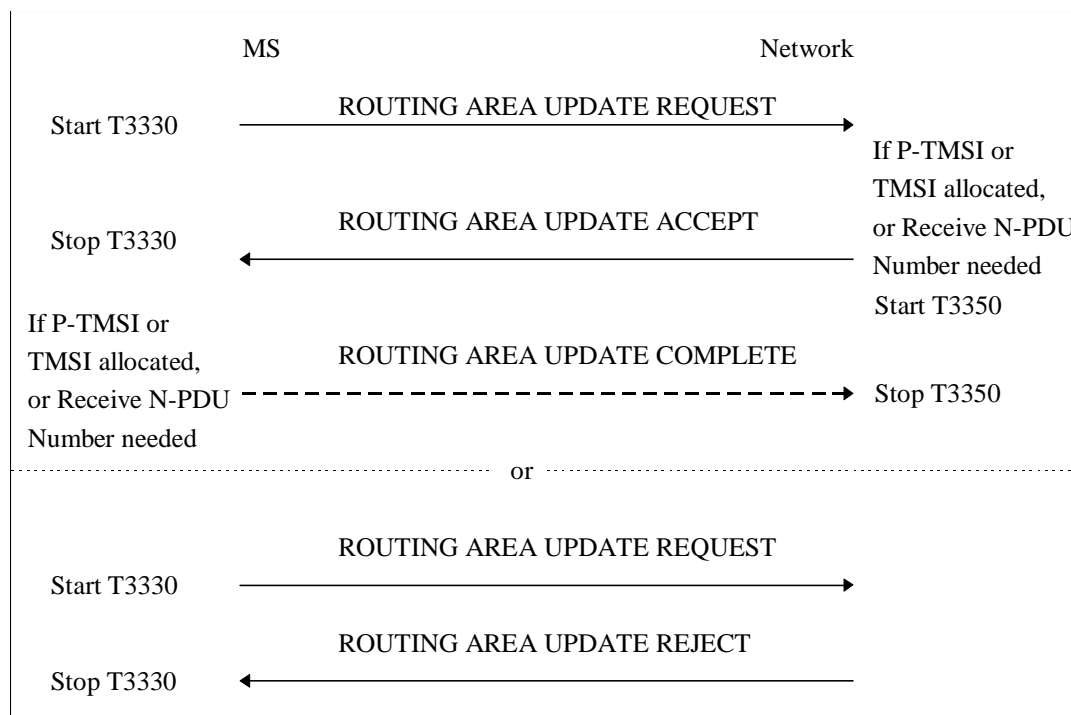 MS
Network
ROUTING AREA UPDATE REQUEST
Start T3330
If P-TMSI or
TMSI allocated,
or Receive N-PDU
Number needed
Start T3350
ROUTING AREA UPDATE ACCEPT
Stop T3330
If P-TMSI or
TMSI allocated,
or Receive N-PDU
Number needed
ROUTING AREA UPDATE COMPLETE
Stop T3350
or
ROUTING AREA UPDATE REQUEST
Start T3330
ROUTING AREA UPDATE REJECT
Stop T3330